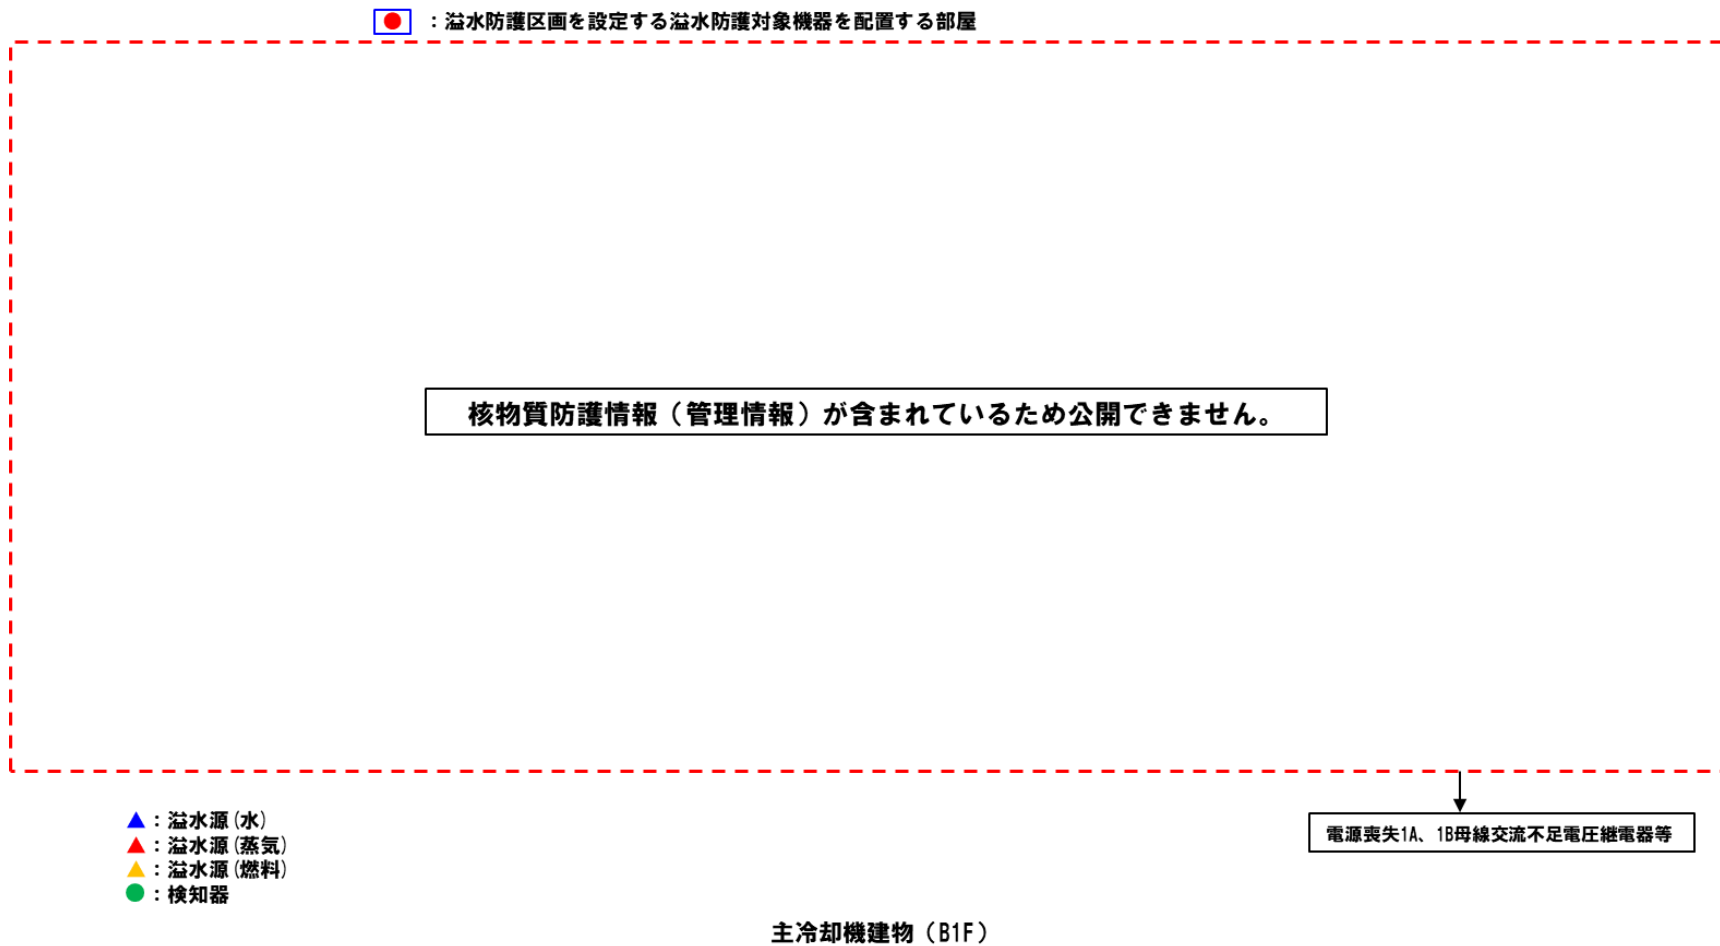 ：溢水防護区画を設定する溢水防護対象機器を配置する部屋
核物質防護情報（管理情報）が含まれているため公開できません。
電源喪失1A、1B母線交流不足電圧継電器等
：溢水源(水)
：溢水源(蒸気)
：溢水源(燃料)
：検知器
主冷却機建物（B1F）